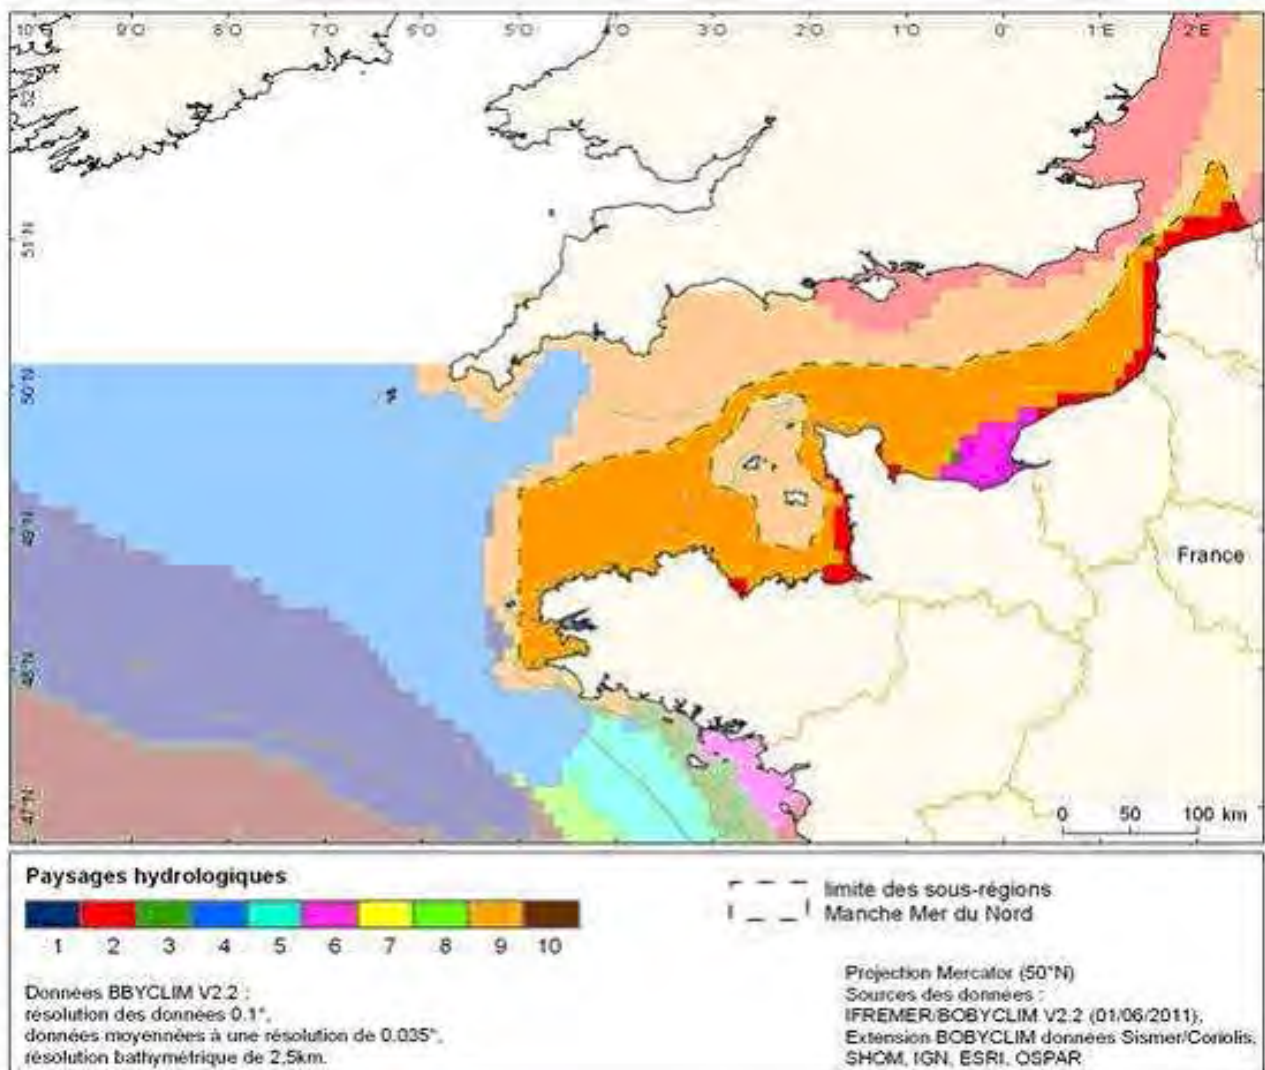 10°O 9°O 8°O 7°O 6°O 5°O 4°O 3°O 2°O 1°O 0° 1°E 2°E
52°N
51°N
50°N
49°N
48°N
47°N
France
0 50 100 km
Paysages hydrologiques
1 2 3 4 5 6 7 8 9 10
limite des sous-régions
Manche Mer du Nord
Données BBYCLIM V2.2 :
résolution des données 0.1°,
données moyennées à une résolution de 0.035°,
résolution bathymétrique de 2,5km.
Projection Mercator (50°N)
Sources des données :
IFREMER/BOBYCLIM V2.2 (01/06/2011),
Extension BOBYCLIM données Sismer/Coriolis,
SHOM, IGN, ESRI, OSPAR